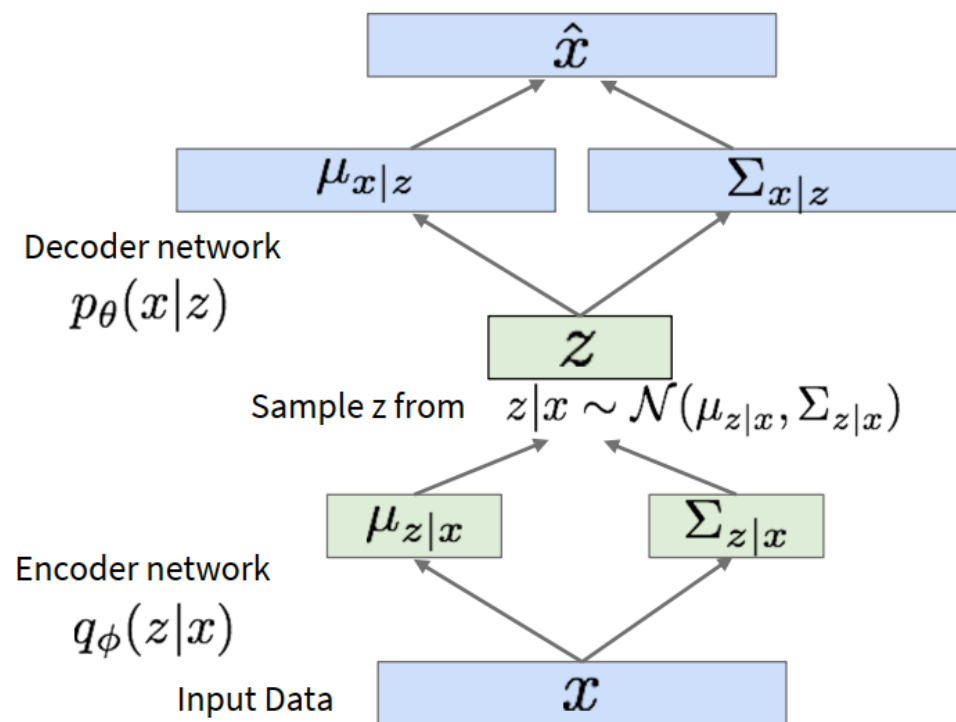 x̂
μ_{x|z} Σ_{x|z}
Decoder network
p_θ(x|z)
z
Sample z from z|x ∼ 𝒩(μ_{z|x}, Σ_{z|x})
μ_{z|x} Σ_{z|x}
Encoder network
q_ϕ(z|x)
Input Data x